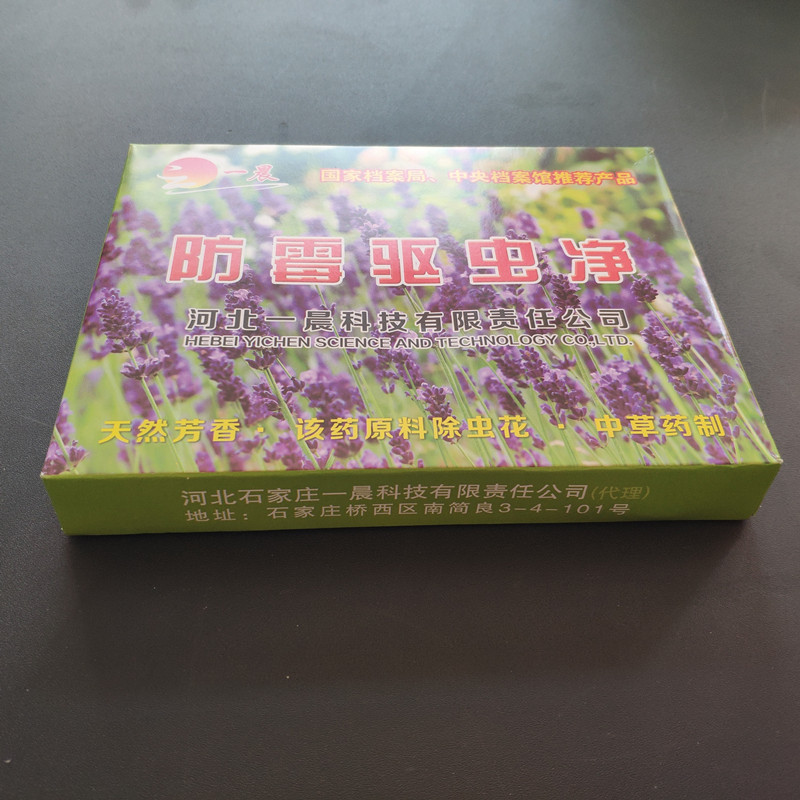 一晨
国家档案局、中央档案馆推荐产品
防霉驱虫净
河北一晨科技有限责任公司
HEBEI YICHEN SCIENCE AND TECHNOLOGY CO.,LTD.
天然芳香·该药原料除虫花·中草药制
河北石家庄一晨科技有限责任公司(代理)
地址:石家庄桥西区南简良3-4-101号